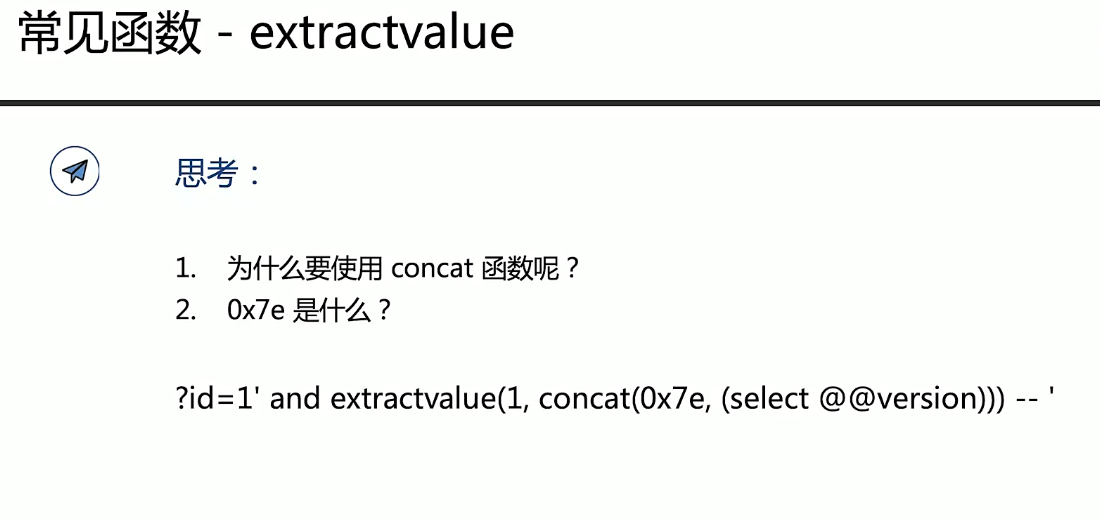 常见函数 - extractvalue
思考：
1. 为什么要使用 concat 函数呢？
2. 0x7e 是什么？
?id=1' and extractvalue(1, concat(0x7e, (select @@version))) -- '